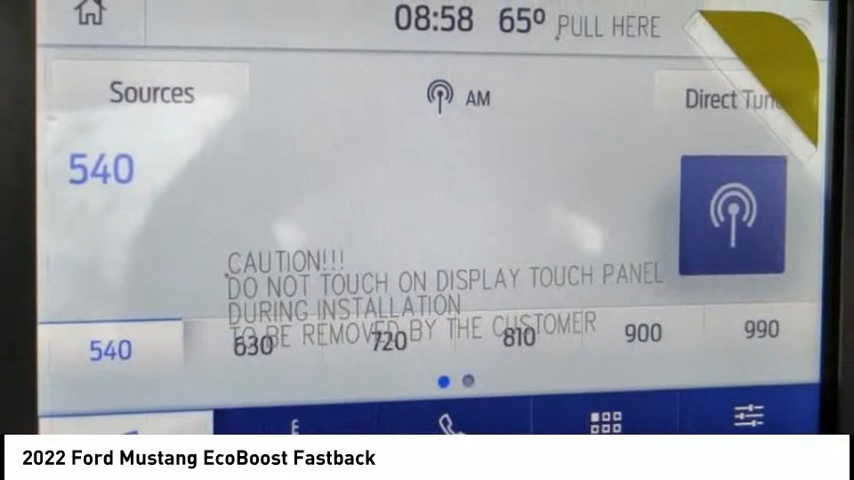 08:58 65° PULL HERE
Sources AM Direct Tune
540
CAUTION!!!
DO NOT TOUCH ON DISPLAY TOUCH PANEL
DURING INSTALLATION
TO BE REMOVED BY THE CUSTOMER
540 630 720 810 900 990
2022 Ford Mustang EcoBoost Fastback